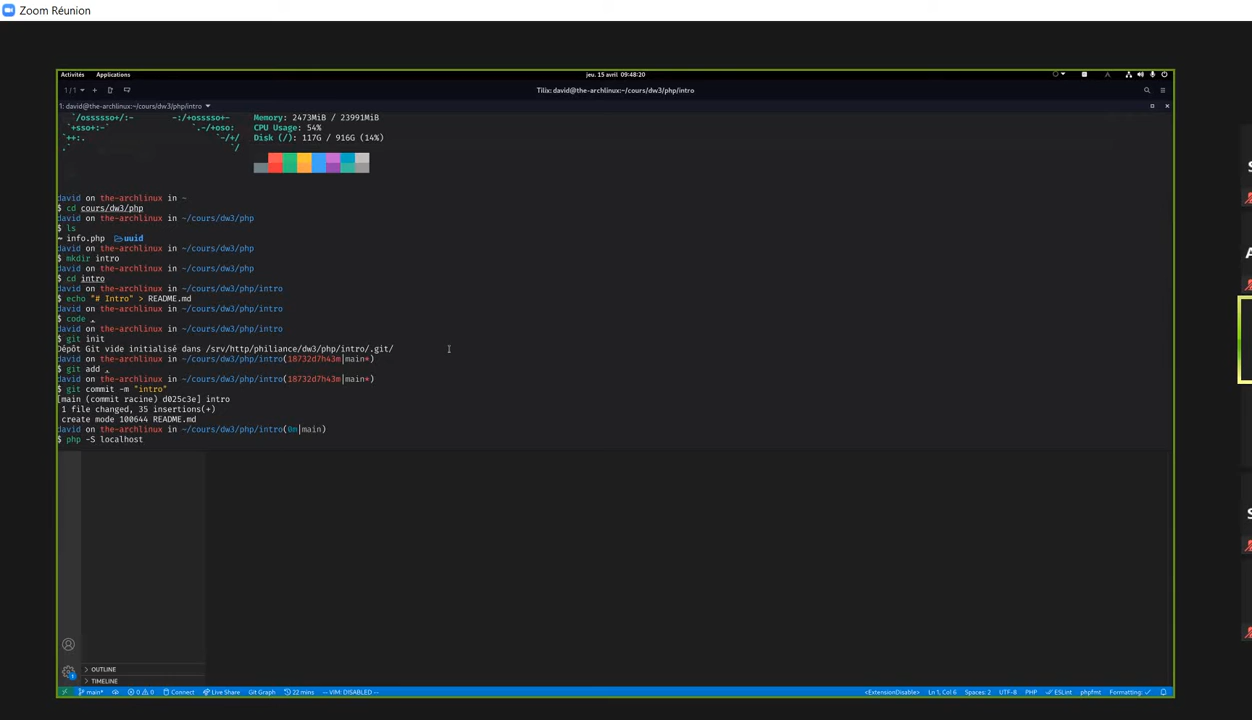 Zoom Réunion
Activités Applications jeu. 15 avril 09:48:20
1/1 Tilix: david@the-archlinux:~/cours/dw3/php/intro
1: david@the-archlinux:~/cours/dw3/php/intro
`/osssso+/:- -:/+osssso+- Memory: 2473MiB / 23991MiB
`+sso+:-` `.-/+oso: CPU Usage: 54%
`++:. `-/+/ Disk (/): 117G / 916G (14%)
.` `/
david on the-archlinux in ~
$ cd cours/dw3/php
david on the-archlinux in ~/cours/dw3/php
$ ls
~ info.php uuid
david on the-archlinux in ~/cours/dw3/php
$ mkdir intro
david on the-archlinux in ~/cours/dw3/php
$ cd intro
david on the-archlinux in ~/cours/dw3/php/intro
$ echo "# Intro" > README.md
david on the-archlinux in ~/cours/dw3/php/intro
$ code .
david on the-archlinux in ~/cours/dw3/php/intro
$ git init
Dépôt Git vide initialisé dans /srv/http/philiance/dw3/php/intro/.git/
david on the-archlinux in ~/cours/dw3/php/intro(18732d7h43m|main*)
$ git add .
david on the-archlinux in ~/cours/dw3/php/intro(18732d7h43m|main*)
$ git commit -m "intro"
[main (commit racine) d025c3e] intro
1 file changed, 35 insertions(+)
create mode 100644 README.md
david on the-archlinux in ~/cours/dw3/php/intro(0m|main)
$ php -S localhost
OUTLINE
TIMELINE
main* 0 0 Connect Live Share Git Graph 22 mins -- VIM: DISABLED -- <ExtensionDisable> Ln 1, Col 6 Spaces: 2 UTF-8 PHP ESLint phpfmt Formatting: ✓